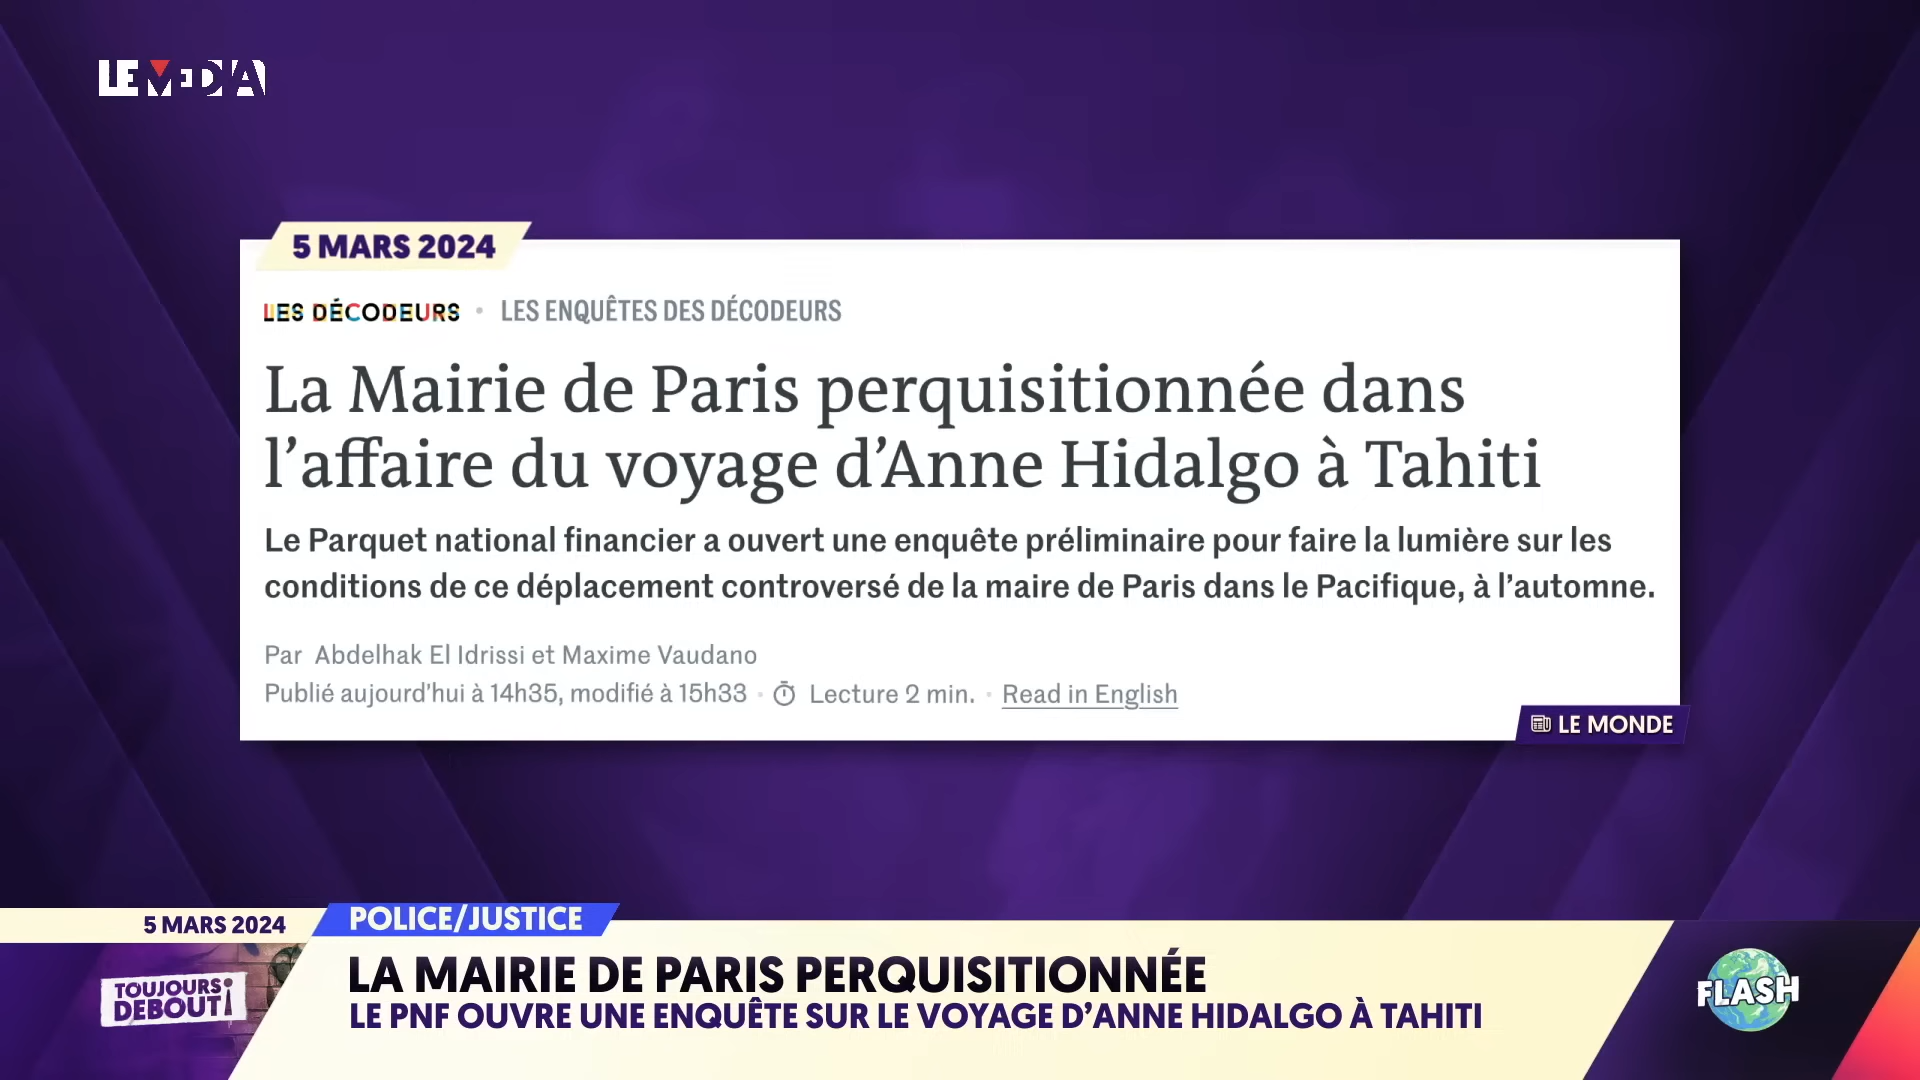 LE MEDIA
5 MARS 2024
LES DÉCODEURS • LES ENQUÊTES DES DÉCODEURS
La Mairie de Paris perquisitionnée dans
l’affaire du voyage d’Anne Hidalgo à Tahiti
Le Parquet national financier a ouvert une enquête préliminaire pour faire la lumière sur les
conditions de ce déplacement controversé de la maire de Paris dans le Pacifique, à l’automne.
Par Abdelhak El Idrissi et Maxime Vaudano
Publié aujourd’hui à 14h35, modifié à 15h33 • Lecture 2 min. • Read in English
LE MONDE
5 MARS 2024
POLICE/JUSTICE
TOUJOURS
DEBOUT!
LA MAIRIE DE PARIS PERQUISITIONNÉE
LE PNF OUVRE UNE ENQUÊTE SUR LE VOYAGE D’ANNE HIDALGO À TAHITI
FLASH